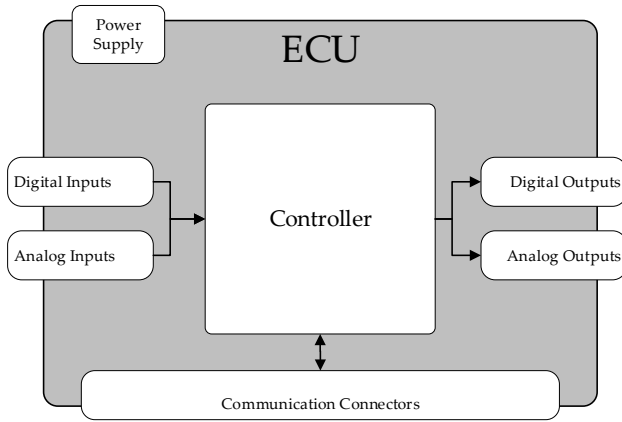 Power
Supply
ECU
Digital Inputs
Analog Inputs
Controller
Digital Outputs
Analog Outputs
Communication Connectors